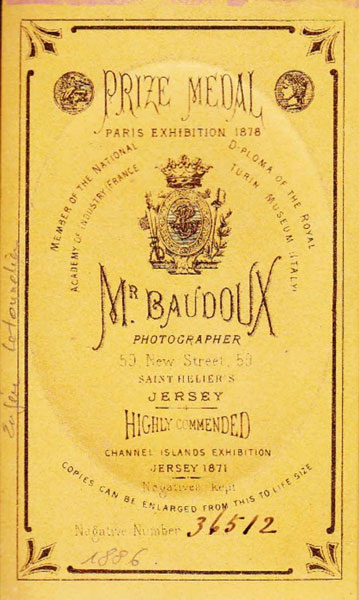 PRIZE MEDAL
PARIS EXHIBITION 1878
MEMBER OF THE NATIONAL
ACADEMY OF INDUSTRY FRANCE
DIPLOMA OF THE ROYAL
TURIN MUSEUM (ITALY)
MR BAUDOUX
PHOTOGRAPHER
59 New Street, 59
SAINT HELIER'S
JERSEY
HIGHLY COMMENDED
CHANNEL ISLANDS EXHIBITION
JERSEY 1871
Negatives kept
COPIES CAN BE ENLARGED FROM THIS TO LIFE SIZE
Negative Number 36512
1886.